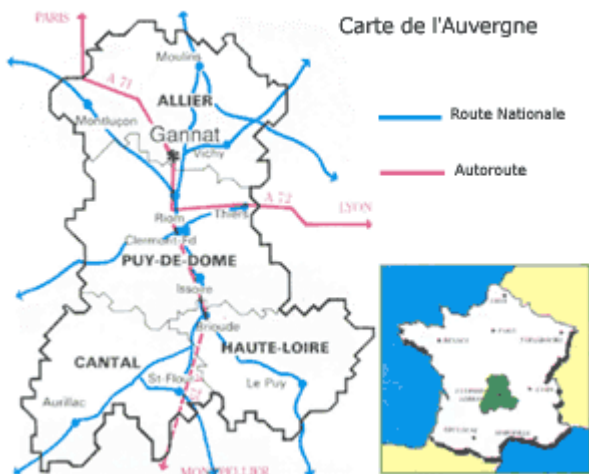 Carte de l'Auvergne
PARIS
Moulins
A 71
ALLIER
Montluçon
Gannat
Vichy
Route Nationale
Autoroute
A 72
LYON
Riom
Thiers
Clermont-Fd
PUY-DE-DOME
Issoire
Brioude
CANTAL
HAUTE-LOIRE
St-Flour
Le Puy
Aurillac
MONTPELLIER